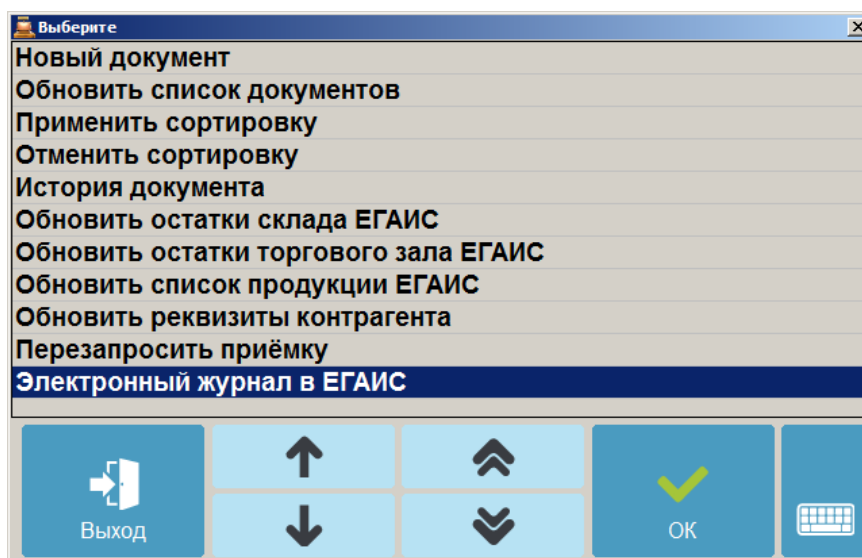 Выберите
Новый документ
Обновить список документов
Применить сортировку
Отменить сортировку
История документа
Обновить остатки склада ЕГАИС
Обновить остатки торгового зала ЕГАИС
Обновить список продукции ЕГАИС
Обновить реквизиты контрагента
Перезапросить приёмку
Электронный журнал в ЕГАИС
Выход
ОК